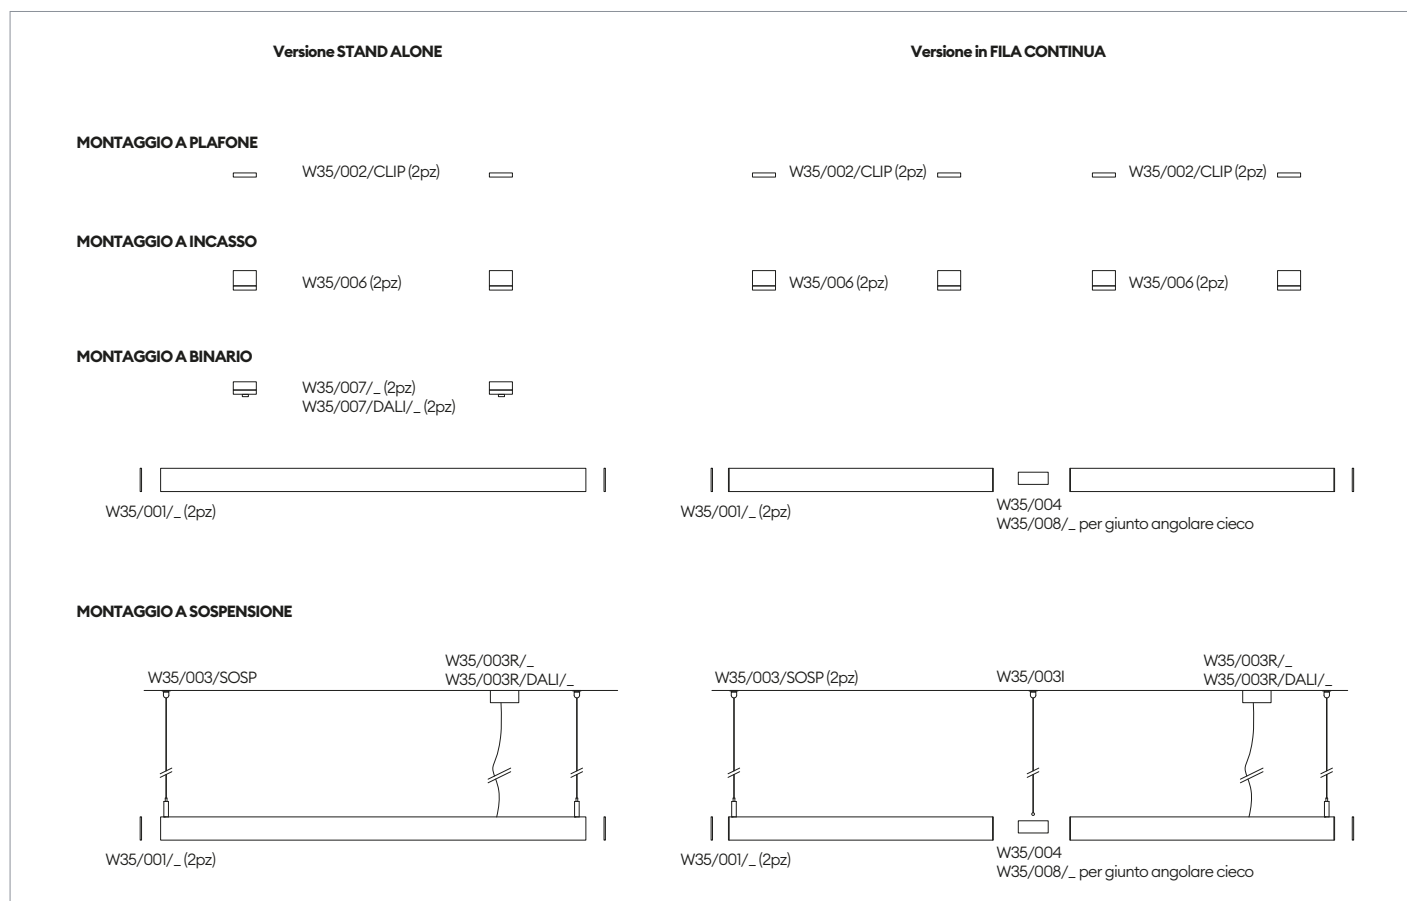 Versione STAND ALONE
Versione in FILA CONTINUA
MONTAGGIO A PLAFONE
W35/002/CLIP (2pz)
W35/002/CLIP (2pz)
W35/002/CLIP (2pz)
MONTAGGIO A INCASSO
W35/006 (2pz)
W35/006 (2pz)
W35/006 (2pz)
MONTAGGIO A BINARIO
W35/007/_ (2pz)
W35/007/DALI/_ (2pz)
W35/001/_ (2pz)
W35/001/_ (2pz)
W35/004
W35/008/_ per giunto angolare cieco
MONTAGGIO A SOSPENSIONE
W35/003/SOSP
W35/003R/_
W35/003R/DALI/_
W35/003/SOSP (2pz)
W35/003I
W35/003R/_
W35/003R/DALI/_
W35/001/_ (2pz)
W35/001/_ (2pz)
W35/004
W35/008/_ per giunto angolare cieco